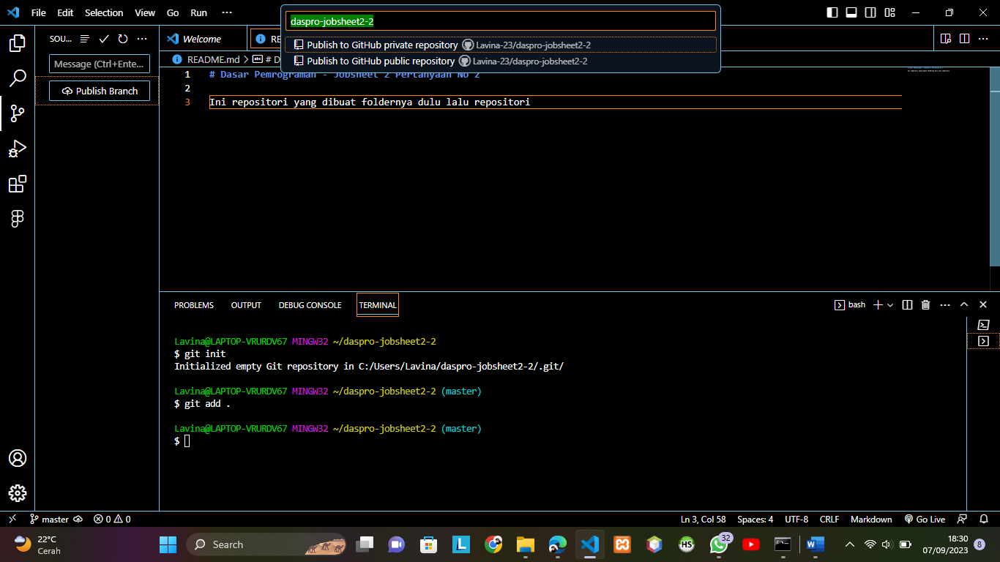 File Edit Selection View Go Run ···
daspro-jobsheet2-2
Publish to GitHub private repository Lavina-23/daspro-jobsheet2-2
Publish to GitHub public repository Lavina-23/daspro-jobsheet2-2
SOU...
Welcome
RE
Message (Ctrl+Ente...
README.md > # D
Publish Branch
1 # Dasar Pemrograman - Jobsheet 2 Pertanyaan No 2
2
3 Ini repositori yang dibuat foldernya dulu lalu repositori
PROBLEMS OUTPUT DEBUG CONSOLE TERMINAL
bash
Lavina@LAPTOP-VRURDV67 MINGW32 ~/daspro-jobsheet2-2
$ git init
Initialized empty Git repository in C:/Users/Lavina/daspro-jobsheet2-2/.git/
Lavina@LAPTOP-VRURDV67 MINGW32 ~/daspro-jobsheet2-2 (master)
$ git add .
Lavina@LAPTOP-VRURDV67 MINGW32 ~/daspro-jobsheet2-2 (master)
$
master 0 0 Ln 3, Col 58 Spaces: 4 UTF-8 CRLF Markdown Go Live
22°C
Cerah
Search
L
HS
32
W
18:30
07/09/2023
8